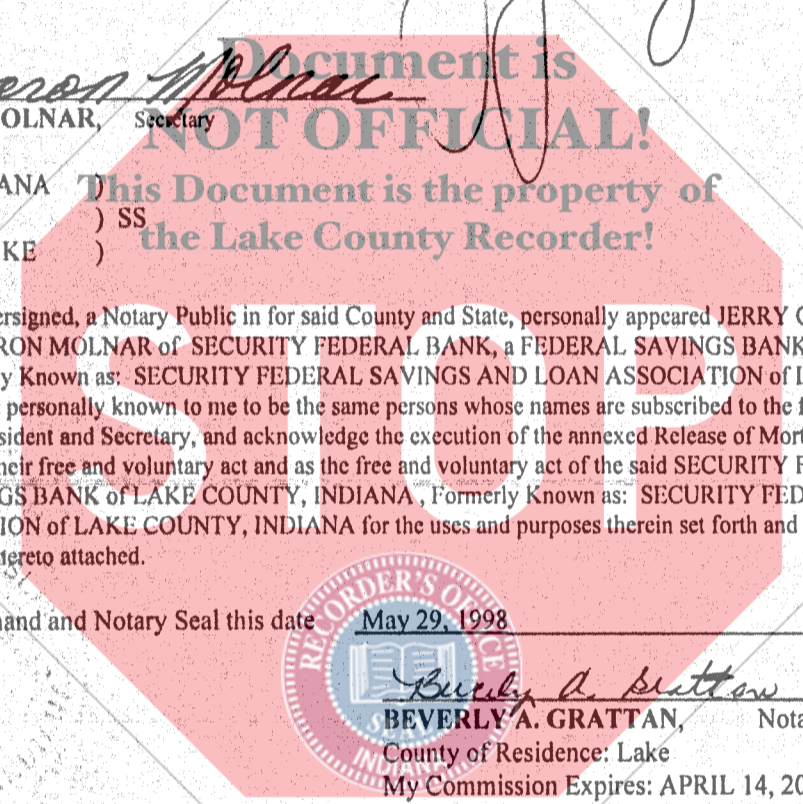 Document is
Molnar
OLNAR, Secretary
NOT OFFICIAL!
ANA )
This Document is the property of
) SS
the Lake County Recorder!
KE )
STOP
ersigned, a Notary Public in for said County and State, personally appeared JERRY
RON MOLNAR of SECURITY FEDERAL BANK, a FEDERAL SAVINGS BANK
y Known as: SECURITY FEDERAL SAVINGS AND LOAN ASSOCIATION of L
personally known to me to be the same persons whose names are subscribed to the f
sident and Secretary, and acknowledge the execution of the annexed Release of Mort
heir free and voluntary act and as the free and voluntary act of the said SECURITY F
GS BANK of LAKE COUNTY, INDIANA, Formerly Known as: SECURITY FED
ION of LAKE COUNTY, INDIANA for the uses and purposes therein set forth and
hereto attached.
hand and Notary Seal this date May 29, 1998
RECORDER'S OFFICE
SEAL
INDIANA
Beverly A. Grattan
BEVERLY A. GRATTAN, Nota
County of Residence: Lake
My Commission Expires: APRIL 14, 20